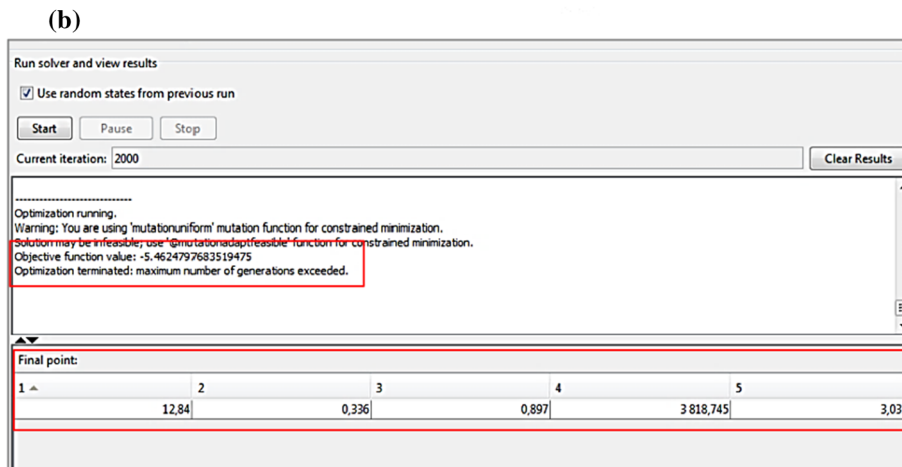 (b)
Run solver and view results
Use random states from previous run
Start Pause Stop
Current iteration: 2000 Clear Results
------------------------------
Optimization running.
Warning: You are using 'mutationuniform' mutation function for constrained minimization.
Solution may be infeasible; use '@mutationadaptfeasible' function for constrained minimization.
Objective function value: -5.4624797683519475
Optimization terminated: maximum number of generations exceeded.
Final point:
1 2 3 4 5
12,84 0,336 0,897 3 818,745 3,03